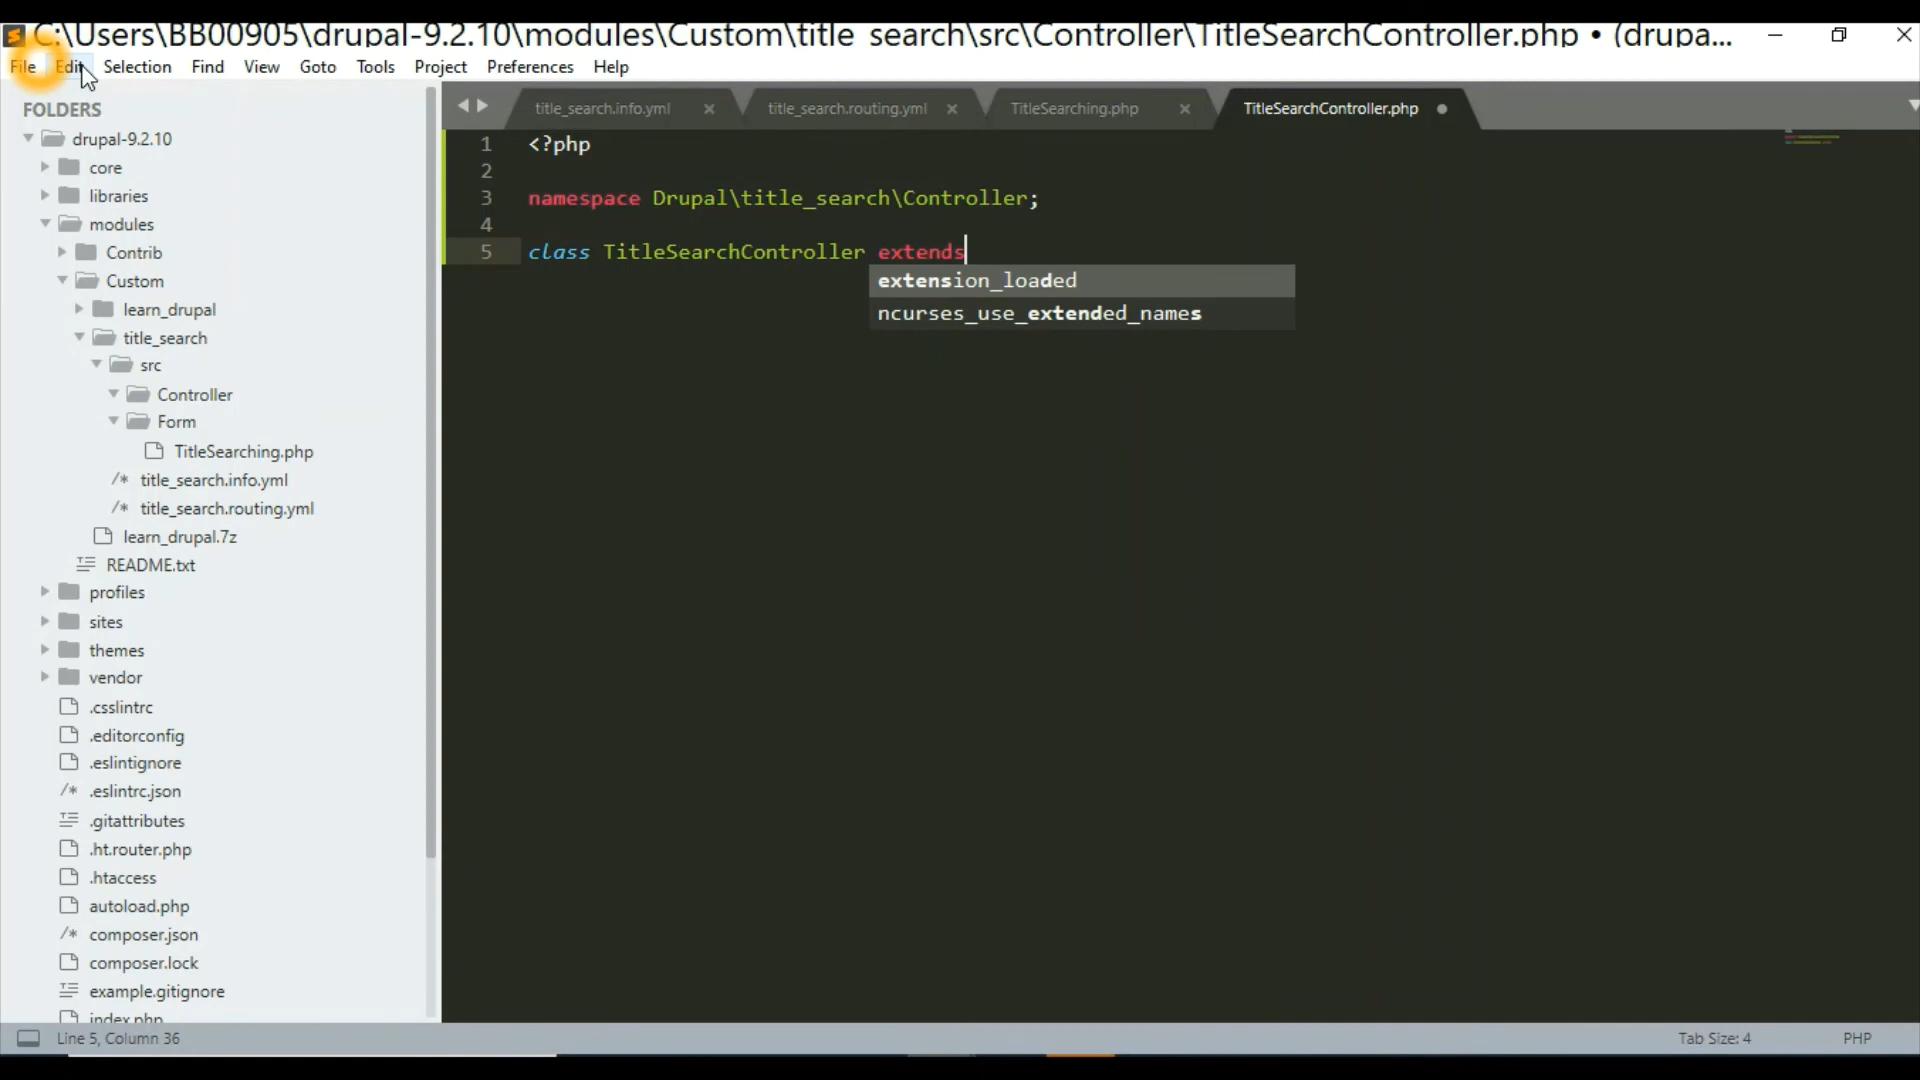 C:\Users\BB00905\drupal-9.2.10\modules\Custom\title_search\src\Controller\TitleSearchController.php • (drupa...
File Edit Selection Find View Goto Tools Project Preferences Help
FOLDERS
drupal-9.2.10
core
libraries
modules
Contrib
Custom
learn_drupal
title_search
src
Controller
Form
TitleSearching.php
/* title_search.info.yml
/* title_search.routing.yml
learn_drupal.7z
README.txt
profiles
sites
themes
vendor
.csslintrc
.editorconfig
.eslintignore
/* .eslintrc.json
.gitattributes
.ht.router.php
.htaccess
autoload.php
/* composer.json
composer.lock
example.gitignore
index.php
title_search.info.yml × title_search.routing.yml × TitleSearching.php × TitleSearchController.php •
1 <?php
2
3 namespace Drupal\title_search\Controller;
4
5 class TitleSearchController extends
extension_loaded
ncurses_use_extended_names
Line 5, Column 36
Tab Size: 4 PHP